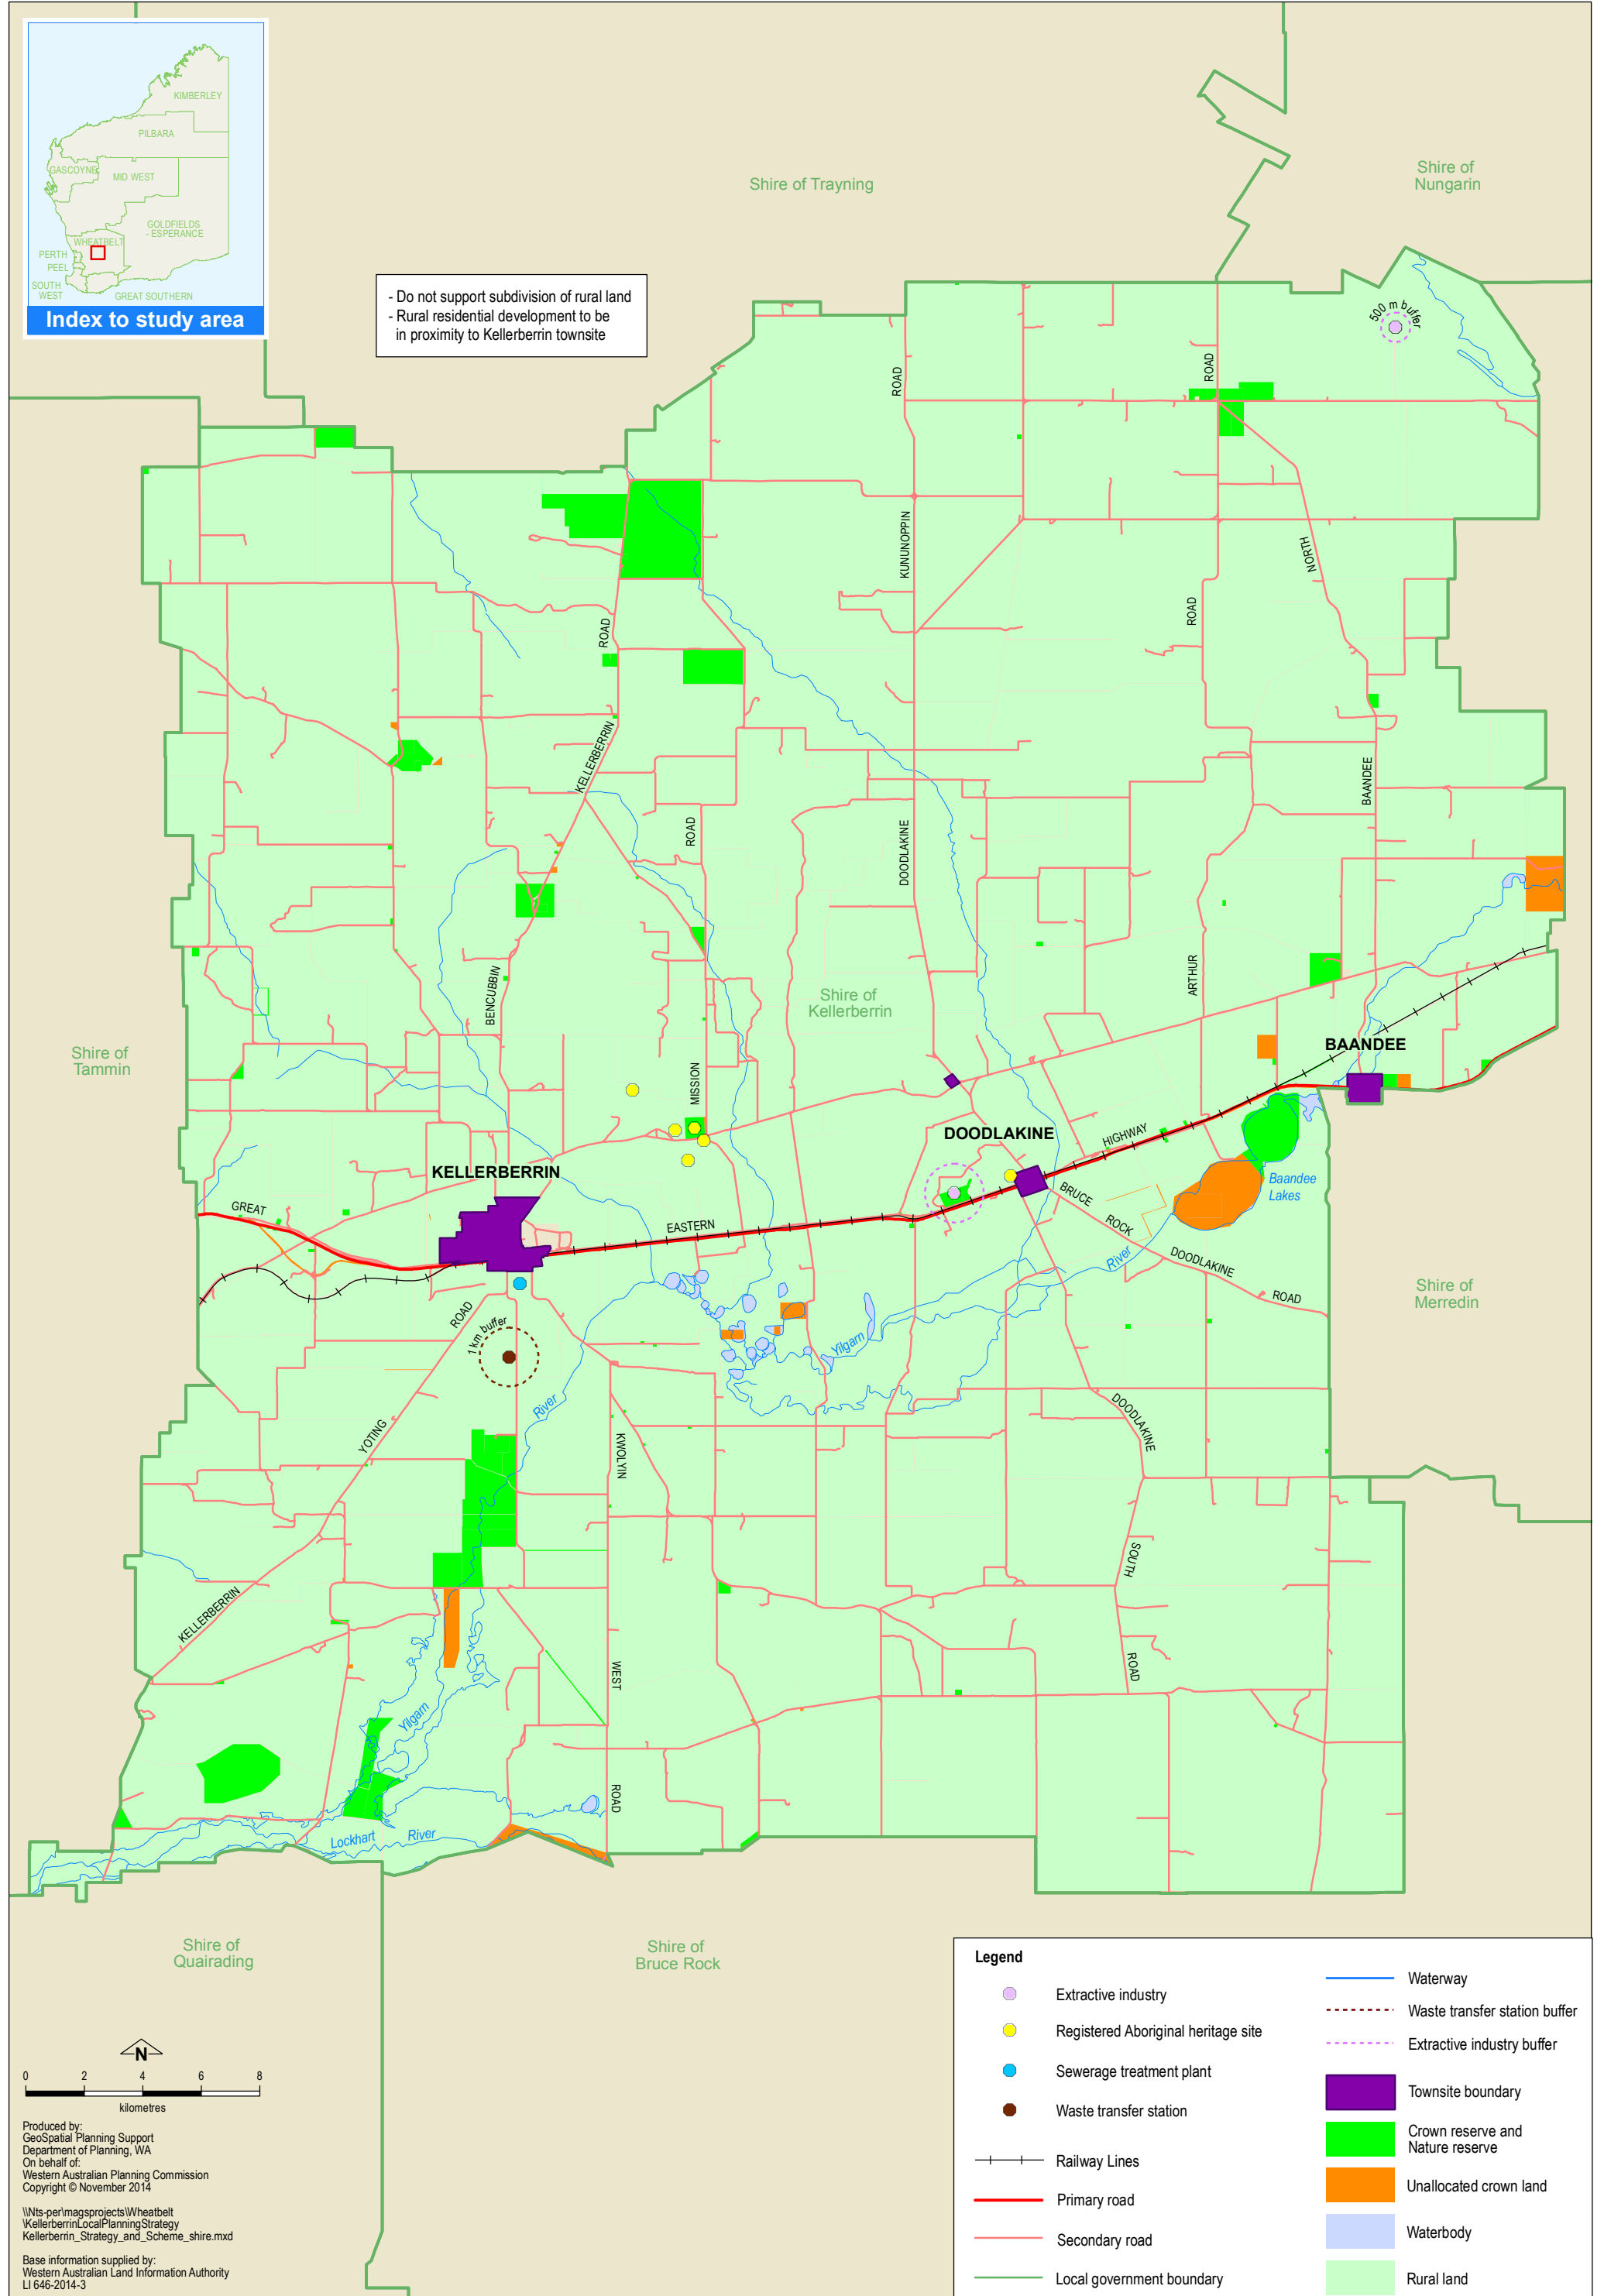 KIMBERLEY
PILBARA
GASCOYNE
MID WEST
GOLDFIELDS
- ESPERANCE
WHEATBELT
PERTH
PEEL
SOUTH
WEST
GREAT SOUTHERN
Index to study area
- Do not support subdivision of rural land
- Rural residential development to be
in proximity to Kellerberrin townsite
Shire of Trayning
Shire of
Nungarin
500 m buffer
ROAD
ROAD
KUNUNOPPIN
NORTH
ROAD
ROAD
KELLERBERRIN
BAANDEE
ROAD
DOODLAKINE
BENCUBBIN
ARTHUR
Shire of
Kellerberrin
Shire of
Tammin
MISSION
BAANDEE
DOODLAKINE
HIGHWAY
KELLERBERRIN
Baandee
Lakes
BRUCE
ROCK
DOODLAKINE
ROAD
GREAT
EASTERN
River
Shire of
Merredin
ROAD
1 km buffer
Yilgarn
River
DOODLAKINE
YOTING
KWOLYIN
SOUTH
KELLERBERRIN
WEST
ROAD
Yilgarn
ROAD
Lockhart
River
Shire of
Quairading
Shire of
Bruce Rock
N
0 2 4 6 8
kilometres
Produced by:
GeoSpatial Planning Support
Department of Planning, WA
On behalf of:
Western Australian Planning Commission
Copyright © November 2014
\\Nts-per\magsprojects\Wheatbelt
\KellerberrinLocalPlanningStrategy
Kellerberrin_Strategy_and_Scheme_shire.mxd
Base information supplied by:
Western Australian Land Information Authority
LI 646-2014-3
Legend
Extractive industry
Registered Aboriginal heritage site
Sewerage treatment plant
Waste transfer station
Railway Lines
Primary road
Secondary road
Local government boundary
Waterway
Waste transfer station buffer
Extractive industry buffer
Townsite boundary
Crown reserve and
Nature reserve
Unallocated crown land
Waterbody
Rural land